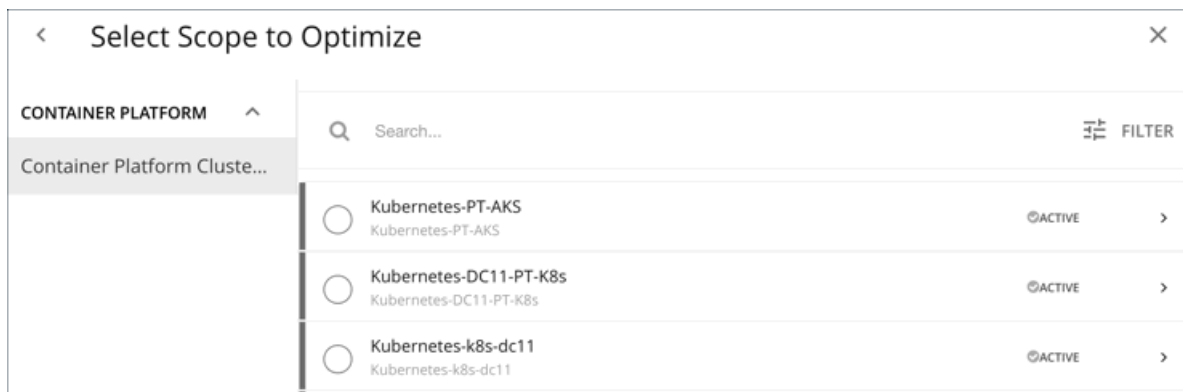 Select Scope to Optimize
CONTAINER PLATFORM
Container Platform Cluste...
Search...
FILTER
Kubernetes-PT-AKS
Kubernetes-PT-AKS
ACTIVE
Kubernetes-DC11-PT-K8s
Kubernetes-DC11-PT-K8s
ACTIVE
Kubernetes-k8s-dc11
Kubernetes-k8s-dc11
ACTIVE